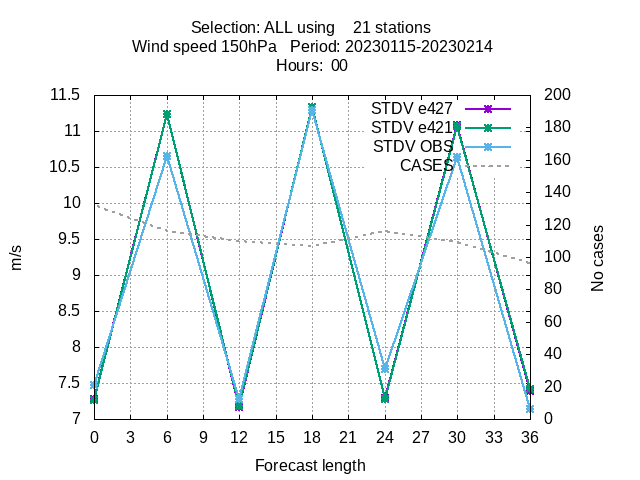 Selection: ALL using    21 stations
Wind speed 150hPa   Period: 20230115-20230214
Hours:  00
11.5
11
10.5
10
9.5
9
8.5
8
7.5
7
200
180
160
140
120
100
80
60
40
20
0
STDV e427
STDV e421
STDV OBS
CASES
m/s
No cases
0 3 6 9 12 15 18 21 24 27 30 33 36
Forecast length